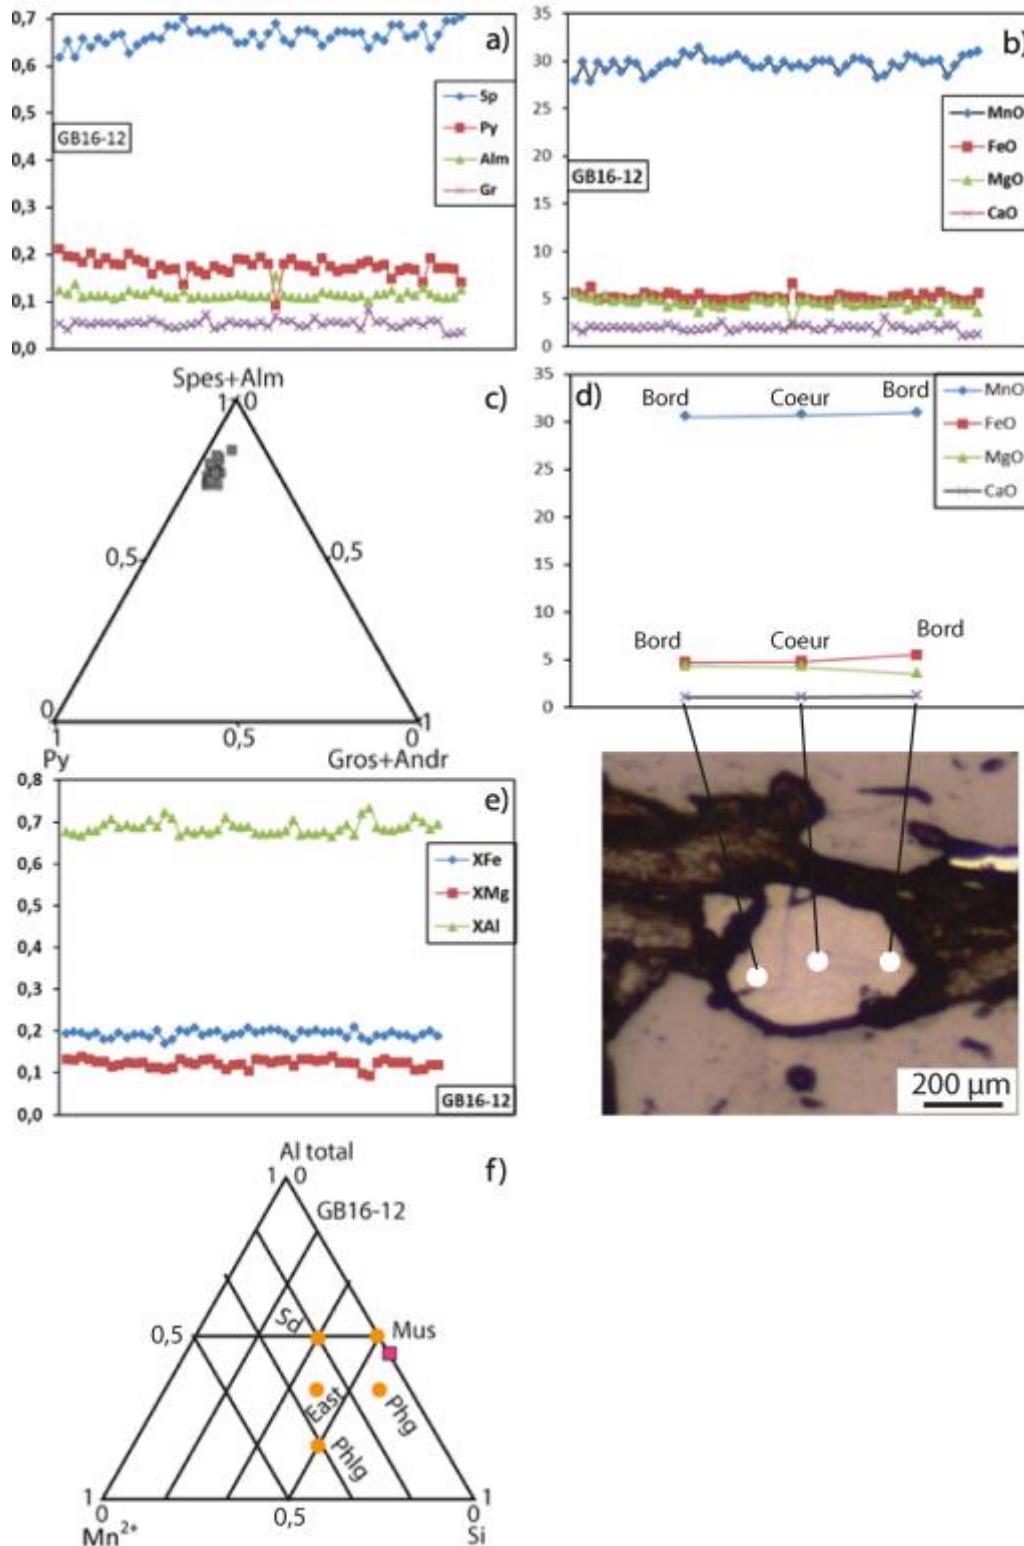 a)
0,7
0,6
0,5
0,4
0,3
0,2
0,1
0,0
GB16-12
Sp
Py
Alm
Gr
b)
35
30
25
20
15
10
5
0
GB16-12
MnO
FeO
MgO
CaO
c)
Spes+Alm
1 0
0,5
0,5
0
1
1
0,5
0
Py
Gros+Andr
d)
35
30
25
20
15
10
5
0
Bord
Coeur
Bord
MnO
FeO
MgO
CaO
Bord
Coeur
Bord
200 µm
e)
0,8
0,7
0,6
0,5
0,4
0,3
0,2
0,1
0,0
XFe
XMg
XAl
GB16-12
f)
Al total
1 0
GB16-12
0,5
Sd
Mus
East
Phg
Phlg
1
0
0,5
1
0
Mn²⁺
Si